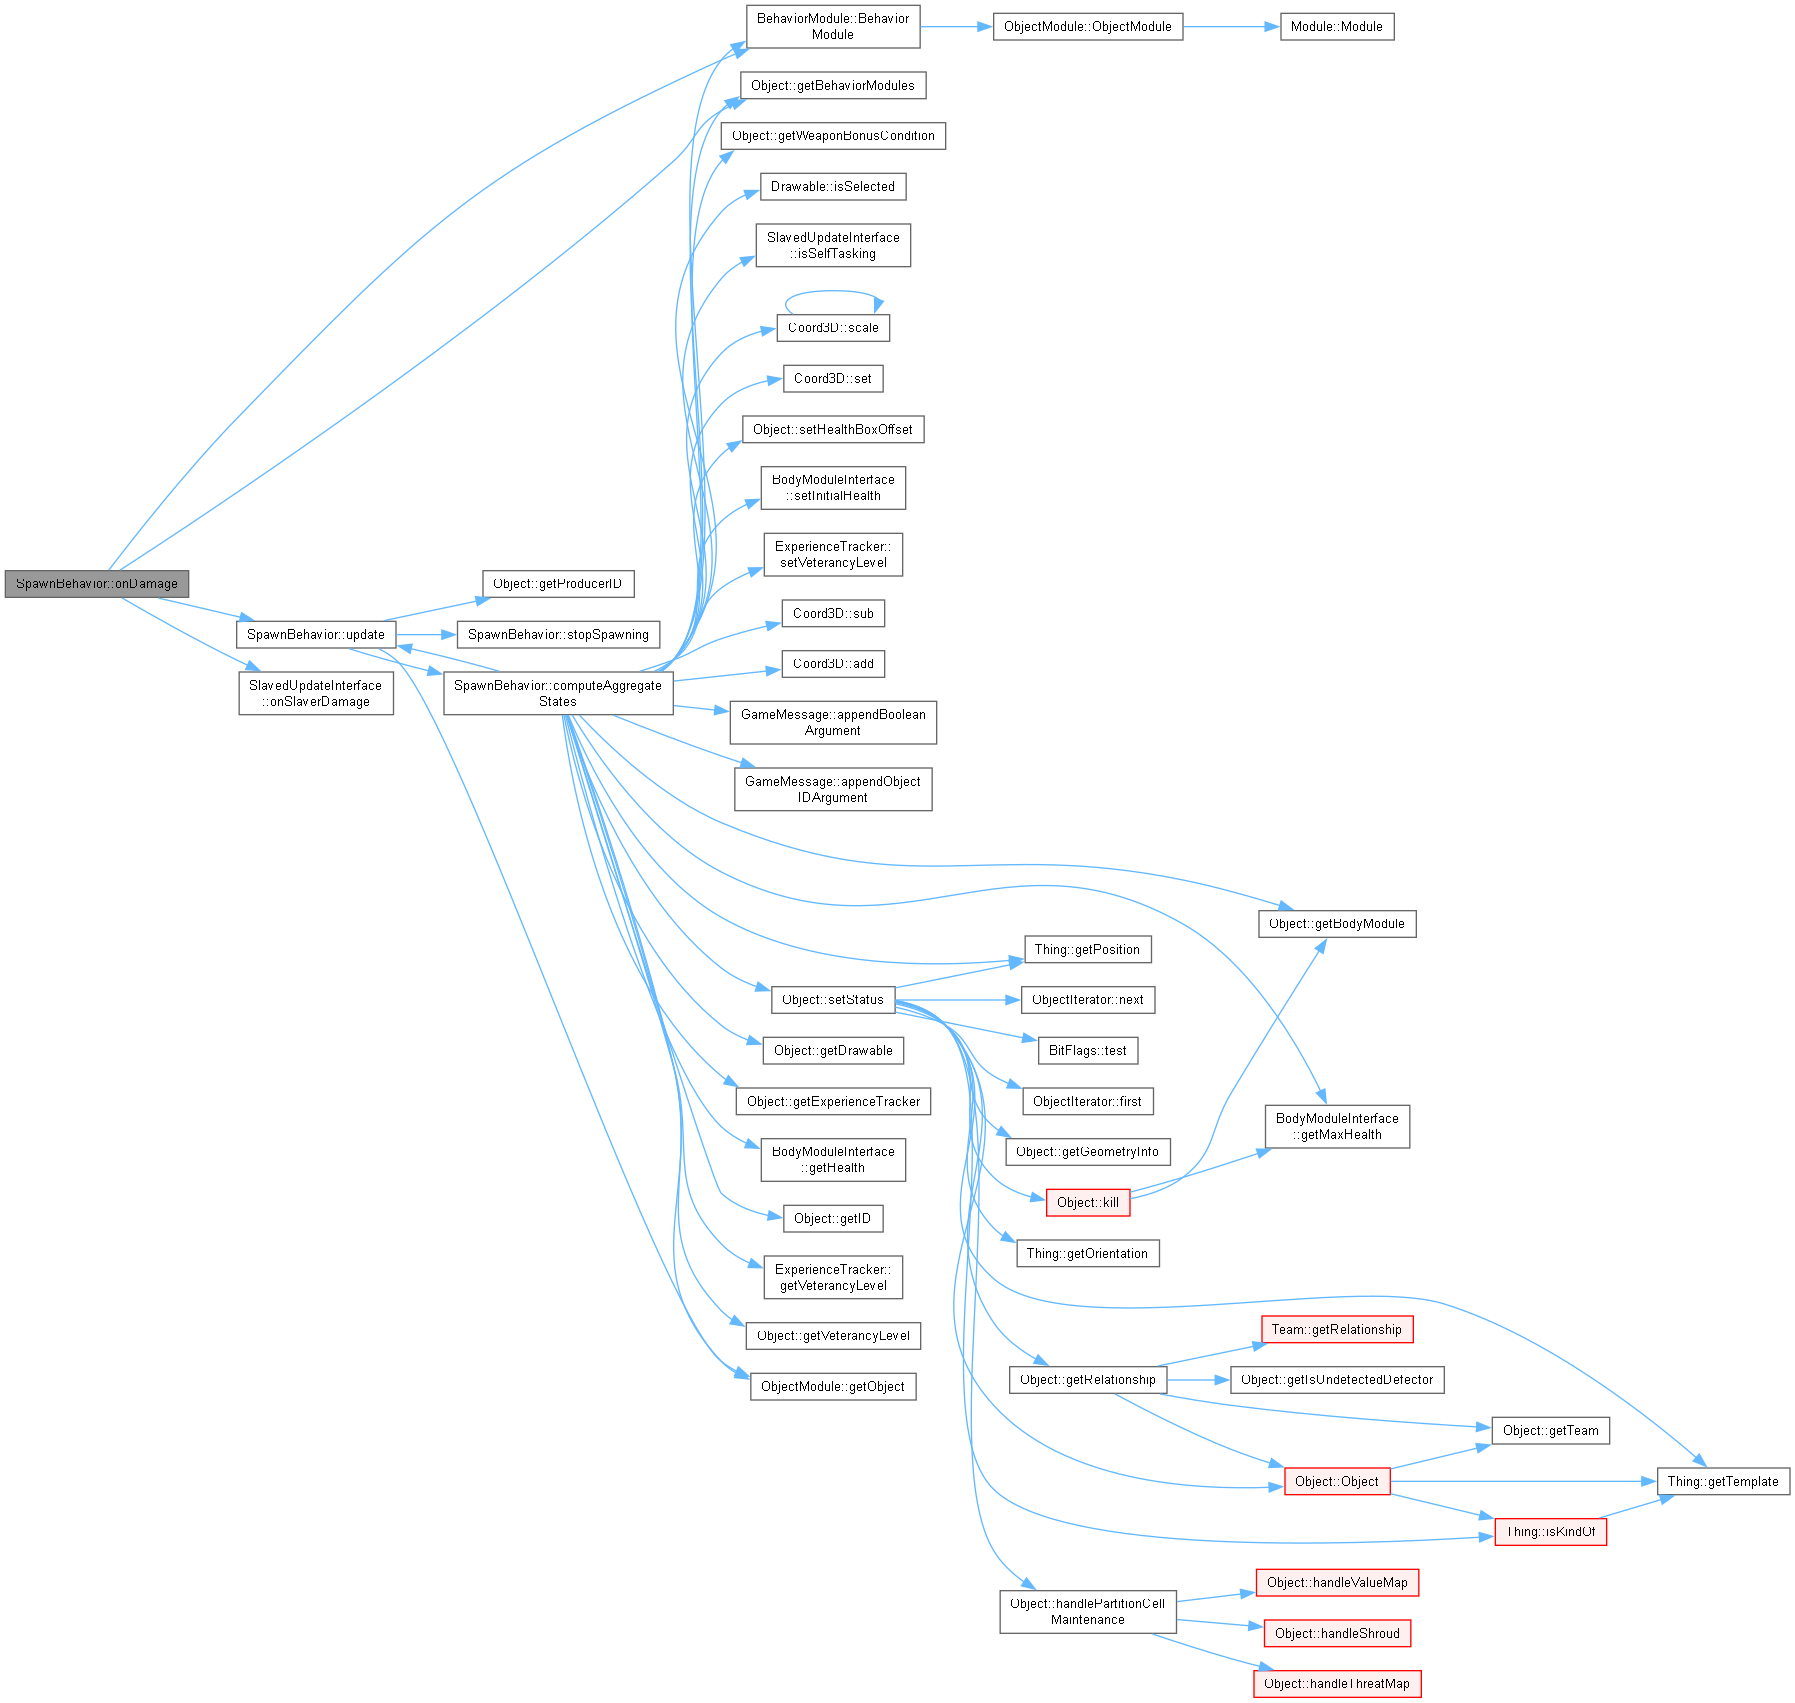 BehaviorModule::Behavior
Module
ObjectModule::ObjectModule
Module::Module
Object::getBehaviorModules
Object::getWeaponBonusCondition
Drawable::isSelected
SlavedUpdateInterface
::isSelfTasking
Coord3D::scale
Coord3D::set
Object::setHealthBoxOffset
BodyModuleInterface
::setInitialHealth
ExperienceTracker::
setVeterancyLevel
SpawnBehavior::onDamage
Object::getProducerID
Coord3D::sub
SpawnBehavior::update
SpawnBehavior::stopSpawning
Coord3D::add
SlavedUpdateInterface
::onSlaverDamage
SpawnBehavior::computeAggregate
States
GameMessage::appendBoolean
Argument
GameMessage::appendObject
IDArgument
Object::getBodyModule
Thing::getPosition
Object::setStatus
ObjectIterator::next
Object::getDrawable
BitFlags::test
Object::getExperienceTracker
ObjectIterator::first
BodyModuleInterface
::getMaxHealth
BodyModuleInterface
::getHealth
Object::getGeometryInfo
Object::kill
Object::getID
Thing::getOrientation
ExperienceTracker::
getVeterancyLevel
Object::getVeterancyLevel
Team::getRelationship
ObjectModule::getObject
Object::getRelationship
Object::getIsUndetectedDefector
Object::getTeam
Object::Object
Thing::getTemplate
Thing::isKindOf
Object::handleValueMap
Object::handlePartitionCell
Maintenance
Object::handleShroud
Object::handleThreatMap